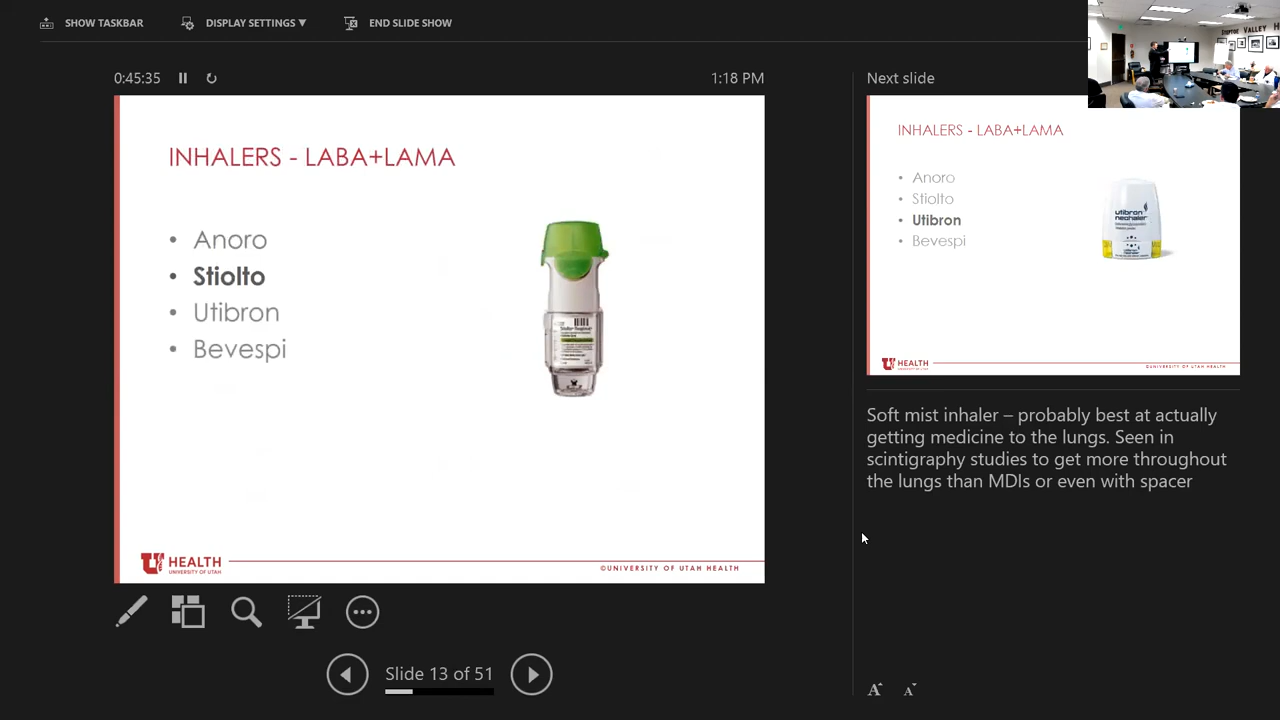 SHOW TASKBAR
DISPLAY SETTINGS ▼
END SLIDE SHOW
0:45:35
1:18 PM
INHALERS - LABA+LAMA
• Anoro
• Stiolto
• Utibron
• Bevespi
HEALTH
UNIVERSITY OF UTAH
©UNIVERSITY OF UTAH HEALTH
Slide 13 of 51
Next slide
VALLEY H
INHALERS - LABA+LAMA
• Anoro
• Stiolto
• Utibron
• Bevespi
utibron
neohaler
HEALTH
©UNIVERSITY OF UTAH HEALTH
Soft mist inhaler – probably best at actually
getting medicine to the lungs. Seen in
scintigraphy studies to get more throughout
the lungs than MDIs or even with spacer
A A